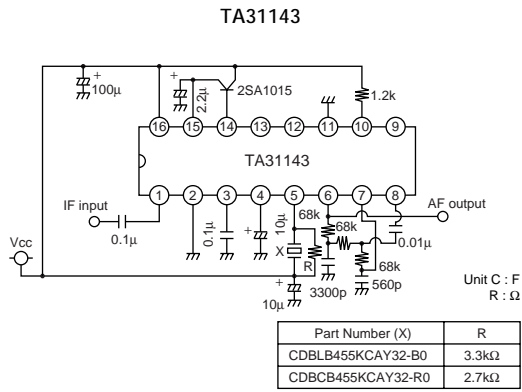 TA31143
+
100μ
+
2.2μ
2SA1015
1.2k
16
15
14
13
12
11
10
9
TA31143
1
2
3
4
5
6
7
8
IF input
AF output
0.1μ
0.1μ
+
10μ
68k
68k
0.01μ
Vcc
X
R
68k
+
10μ
3300p
560p
Unit C : F
R : Ω
Part Number (X) R
CDBLB455KCAY32-B0 3.3kΩ
CDBCB455KCAY32-R0 2.7kΩ